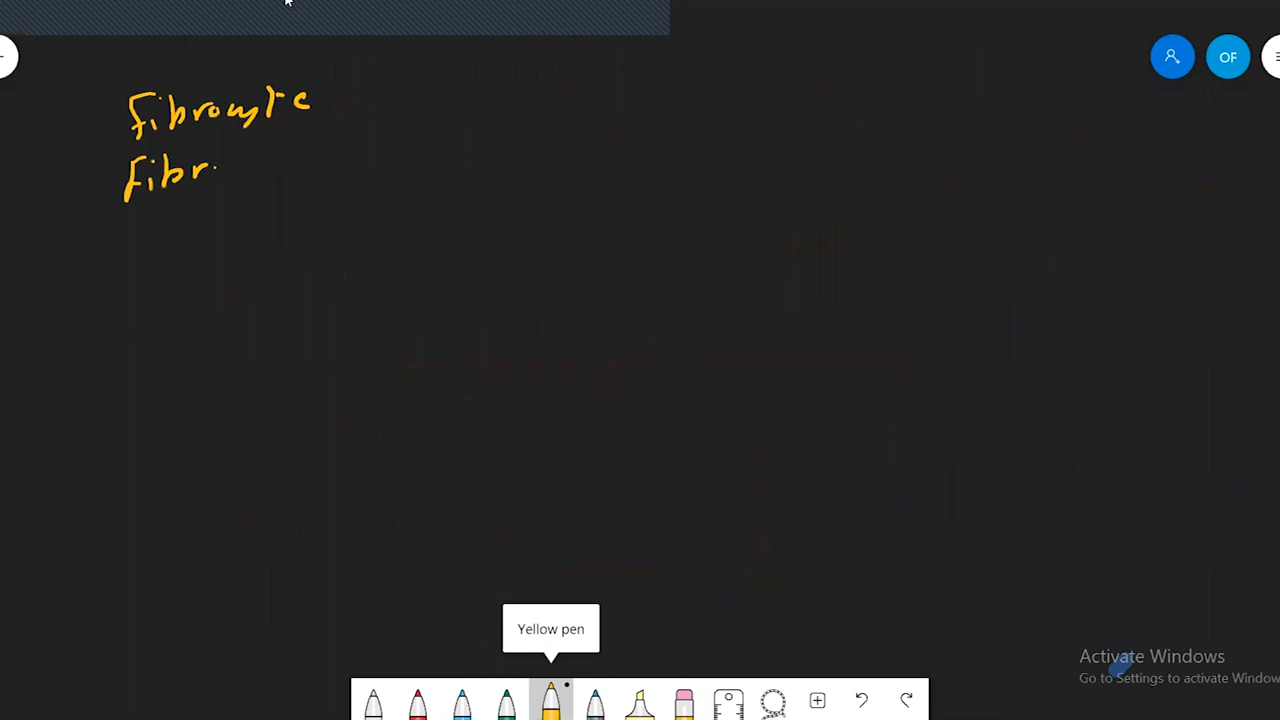 OF
Fibrocyte
Fibr
Yellow pen
Activate Windows
Go to Settings to activate Window